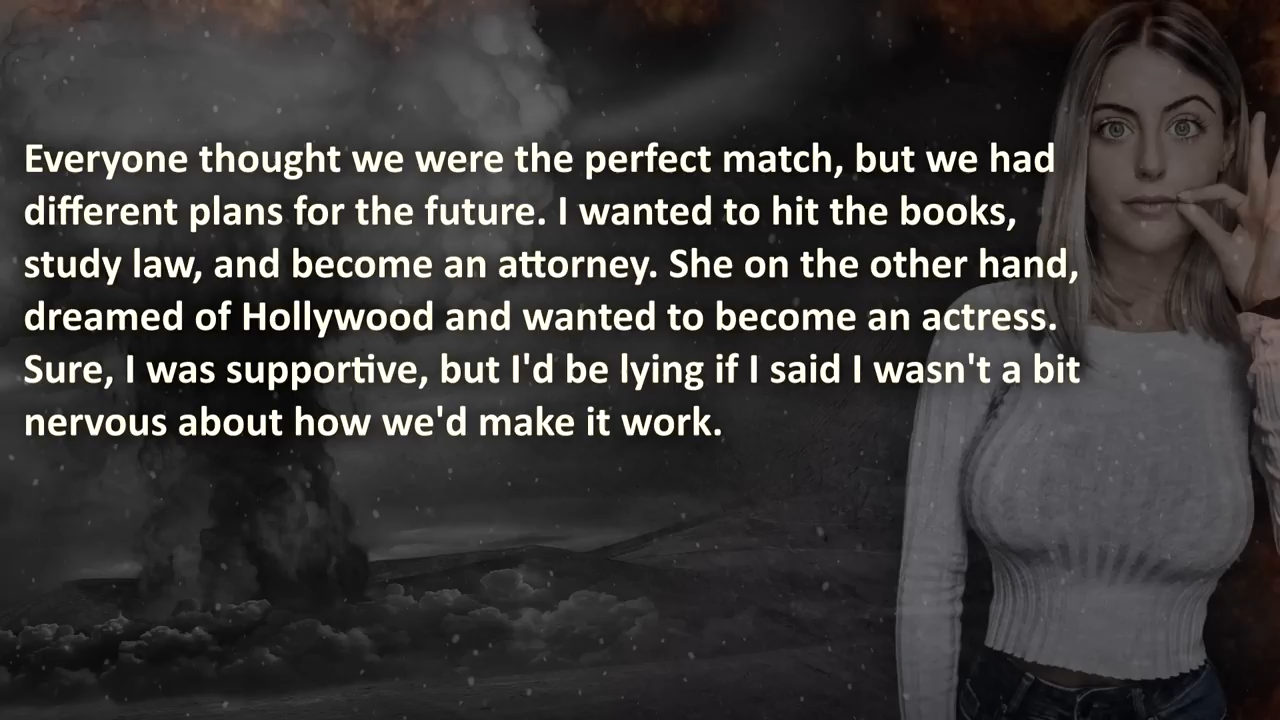 Everyone thought we were the perfect match, but we had
different plans for the future. I wanted to hit the books,
study law, and become an attorney. She on the other hand,
dreamed of Hollywood and wanted to become an actress.
Sure, I was supportive, but I'd be lying if I said I wasn't a bit
nervous about how we'd make it work.